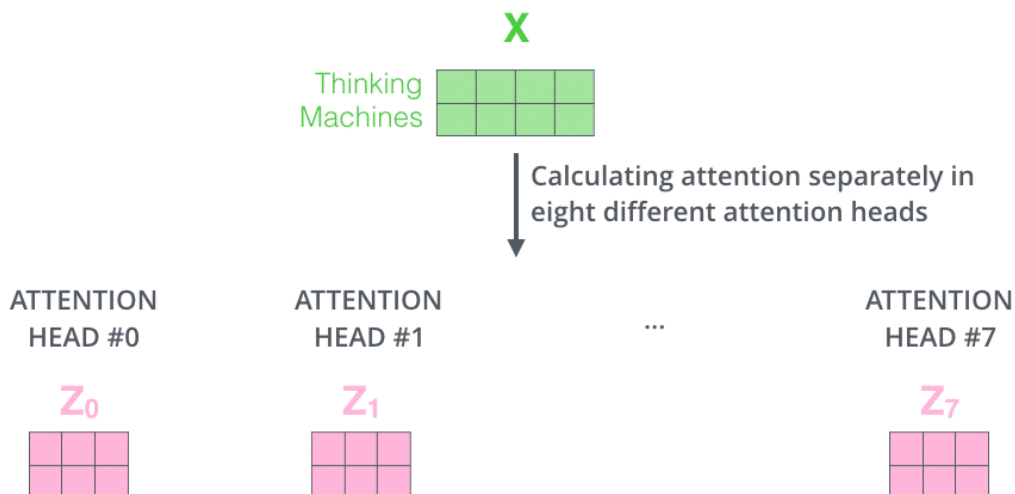 X
Thinking
Machines
Calculating attention separately in
eight different attention heads
ATTENTION
HEAD #0
ATTENTION
HEAD #1
...
ATTENTION
HEAD #7
Z0
Z1
Z7